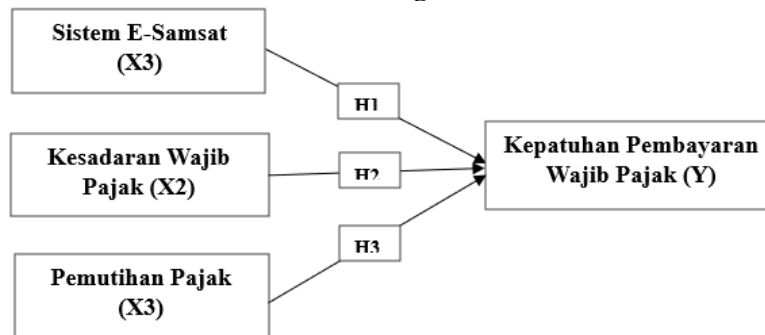 Sistem E-Samsat
(X3)
H1
Kesadaran Wajib
Pajak (X2)
H2
Kepatuhan Pembayaran
Wajib Pajak (Y)
H3
Pemutihan Pajak
(X3)